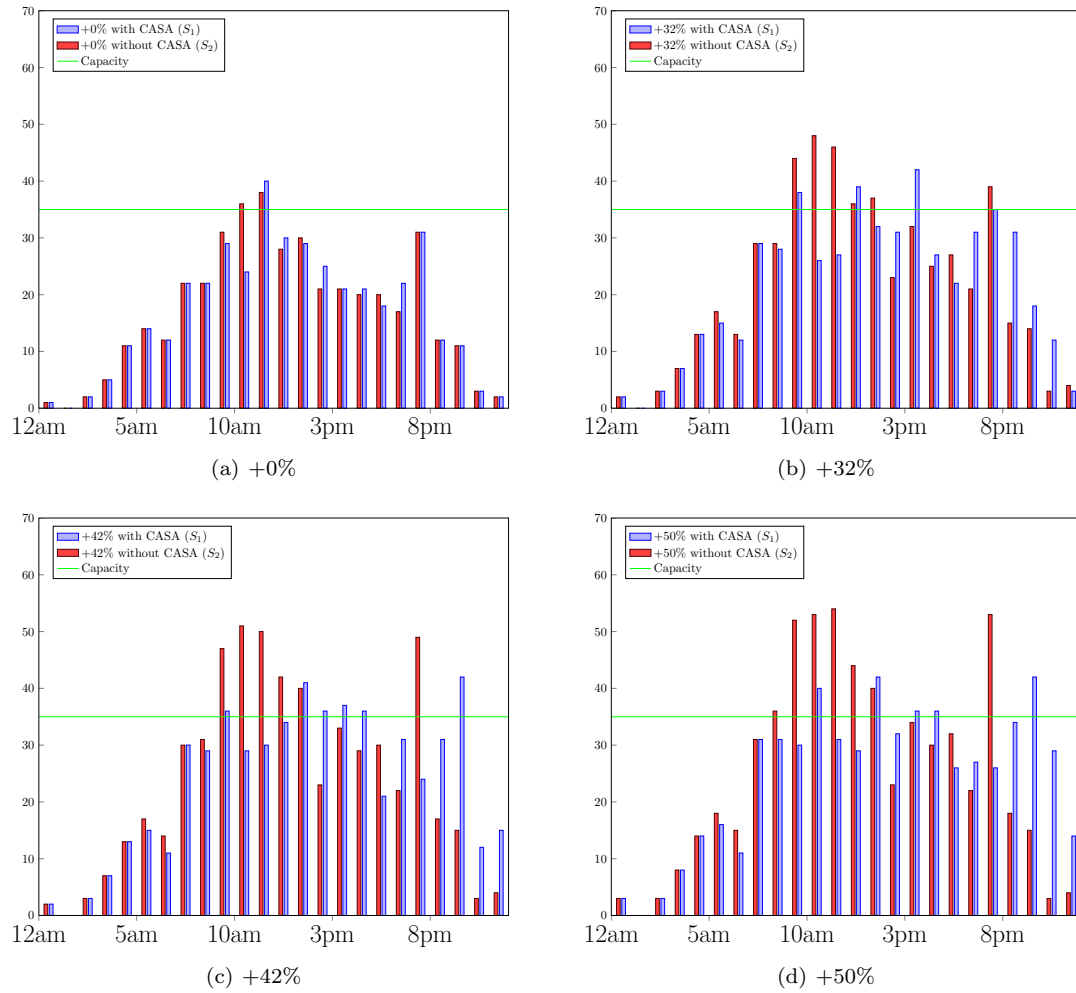 70
60
50
40
30
20
10
0
+0% with CASA (S1)
+0% without CASA (S2)
Capacity
12am 5am 10am 3pm 8pm
(a) +0%
70
60
50
40
30
20
10
0
+32% with CASA (S1)
+32% without CASA (S2)
Capacity
12am 5am 10am 3pm 8pm
(b) +32%
70
60
50
40
30
20
10
0
+42% with CASA (S1)
+42% without CASA (S2)
Capacity
12am 5am 10am 3pm 8pm
(c) +42%
70
60
50
40
30
20
10
0
+50% with CASA (S1)
+50% without CASA (S2)
Capacity
12am 5am 10am 3pm 8pm
(d) +50%